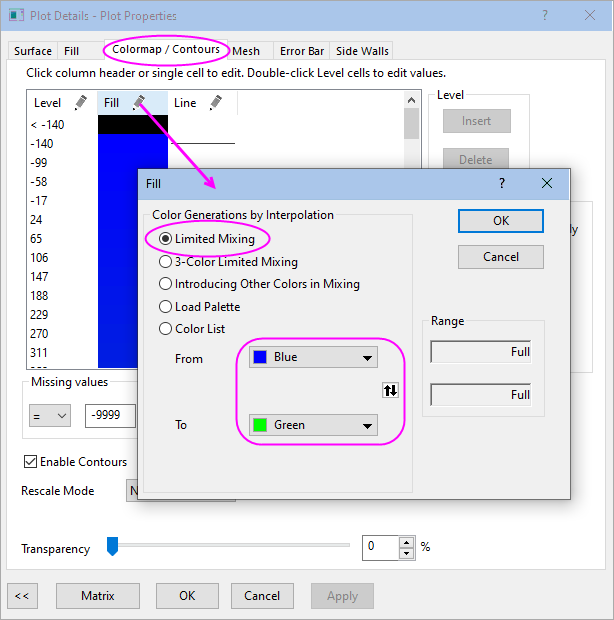 Plot Details - Plot Properties
?
Surface Fill Colormap / Contours Mesh Error Bar Side Walls
Click column header or single cell to edit. Double-click Level cells to edit values.
Level Fill Line
Level
< -140
Insert
-140
Delete
-99
-58
-17
24
65
106
147
188
229
270
311
Fill ?
Color Generations by Interpolation
Limited Mixing
3-Color Limited Mixing
Introducing Other Colors in Mixing
Load Palette
Color List
From Blue
To Green
OK
Cancel
Range
Full
Full
Missing values
= -9999
Enable Contours
Rescale Mode
Transparency 0 %
<< Matrix OK Cancel Apply